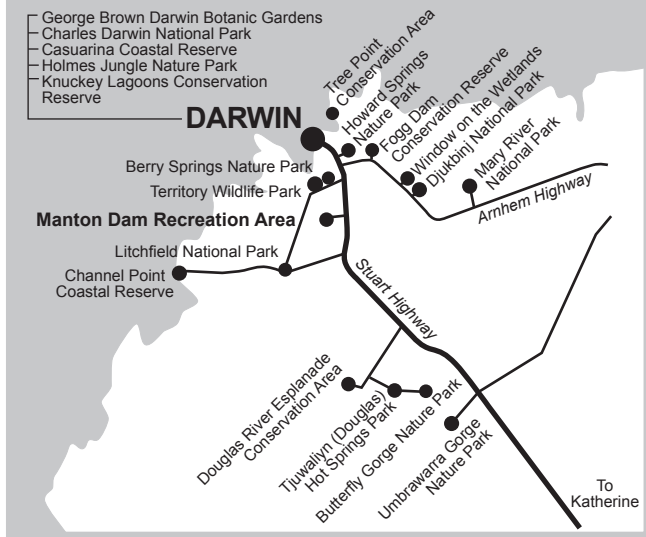 George Brown Darwin Botanic Gardens
Charles Darwin National Park
Casuarina Coastal Reserve
Holmes Jungle Nature Park
Knuckey Lagoons Conservation
Reserve
DARWIN
Tree Point
Conservation Area
Howard Springs
Nature Park
Fogg Dam
Conservation Reserve
Window on the Wetlands
Djukbinj National Park
Mary River
National Park
Arnhem Highway
Berry Springs Nature Park
Territory Wildlife Park
Manton Dam Recreation Area
Litchfield National Park
Channel Point
Coastal Reserve
Stuart Highway
Douglas River Esplanade
Conservation Area
Tjuwaliyn (Douglas)
Hot Springs Park
Butterfly Gorge Nature Park
Umbrawarra Gorge
Nature Park
To
Katherine